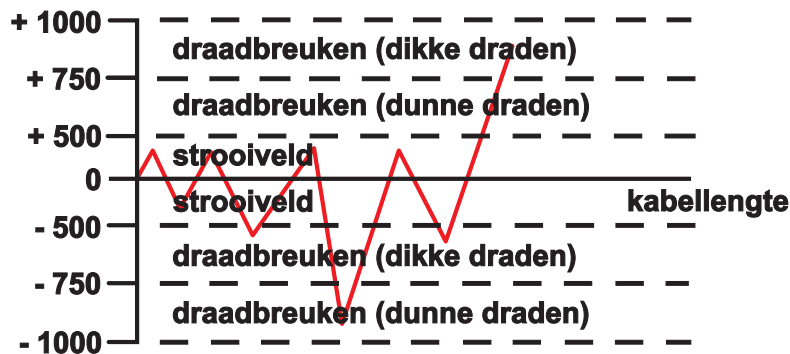 + 1000
draadbreuken (dikke draden)
+ 750
draadbreuken (dunne draden)
+ 500
strooiveld
0
strooiveld
kabellengte
- 500
draadbreuken (dikke draden)
- 750
draadbreuken (dunne draden)
- 1000